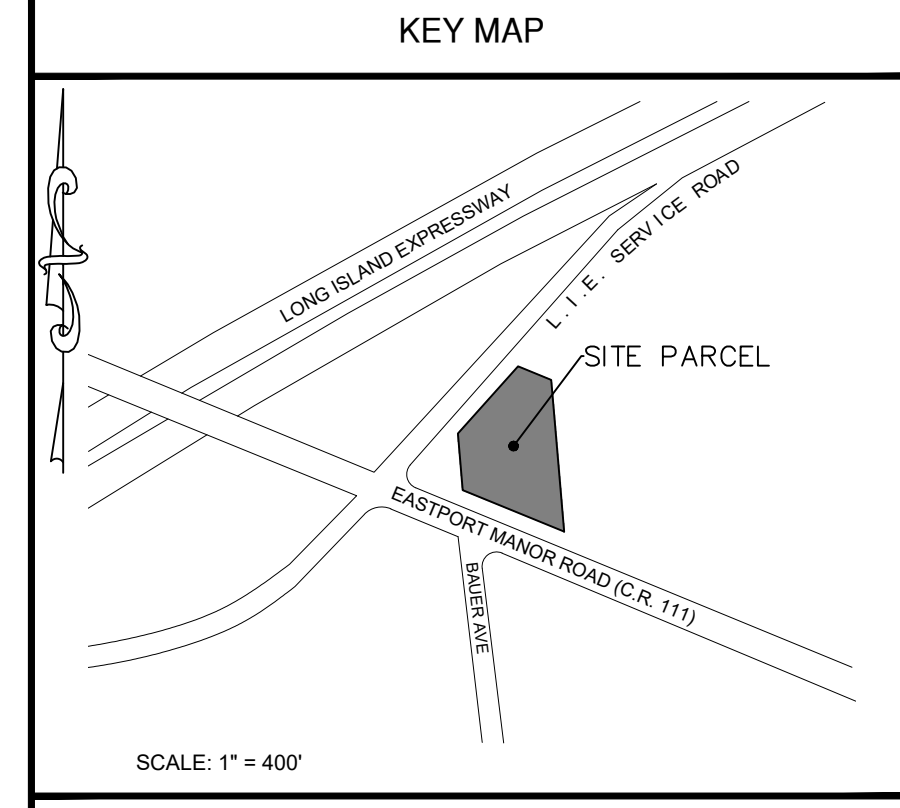 KEY MAP
LONG ISLAND EXPRESSWAY
L.I.E. SERVICE ROAD
SITE PARCEL
EASTPORT MANOR ROAD (C.R. 111)
BAUER AVE
SCALE: 1" = 400'